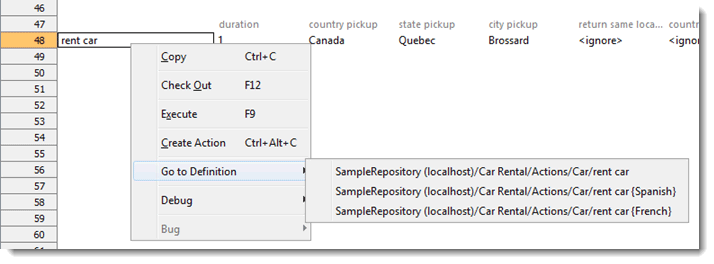 46
47 duration country pickup state pickup city pickup return same loca... countr
48 rent car 1 Canada Quebec Brossard <ignore> <ignor
49
50
51
52
53
54
55
56
57
58
59
60
Copy Ctrl+C
Check Out F12
Execute F9
Create Action Ctrl+Alt+C
Go to Definition
Debug
Bug
SampleRepository (localhost)/Car Rental/Actions/Car/rent car
SampleRepository (localhost)/Car Rental/Actions/Car/rent car {Spanish}
SampleRepository (localhost)/Car Rental/Actions/Car/rent car {French}